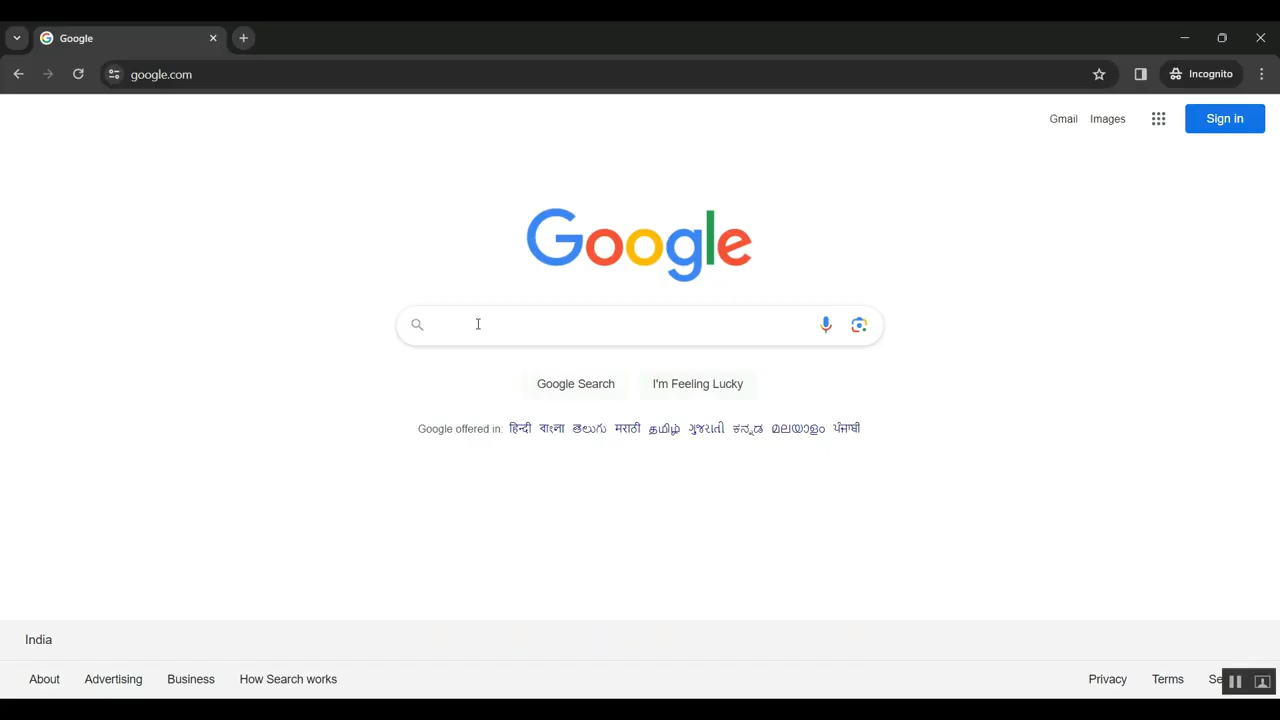 Google
google.com
Incognito
Gmail Images Sign in
Google
Google Search I'm Feeling Lucky
Google offered in: हिन्दी বাংলা తెలుగు मराठी தமிழ் ગુજરાતી ಕನ್ನಡ മലയാളം ਪੰਜਾਬੀ
India
About Advertising Business How Search works Privacy Terms Se